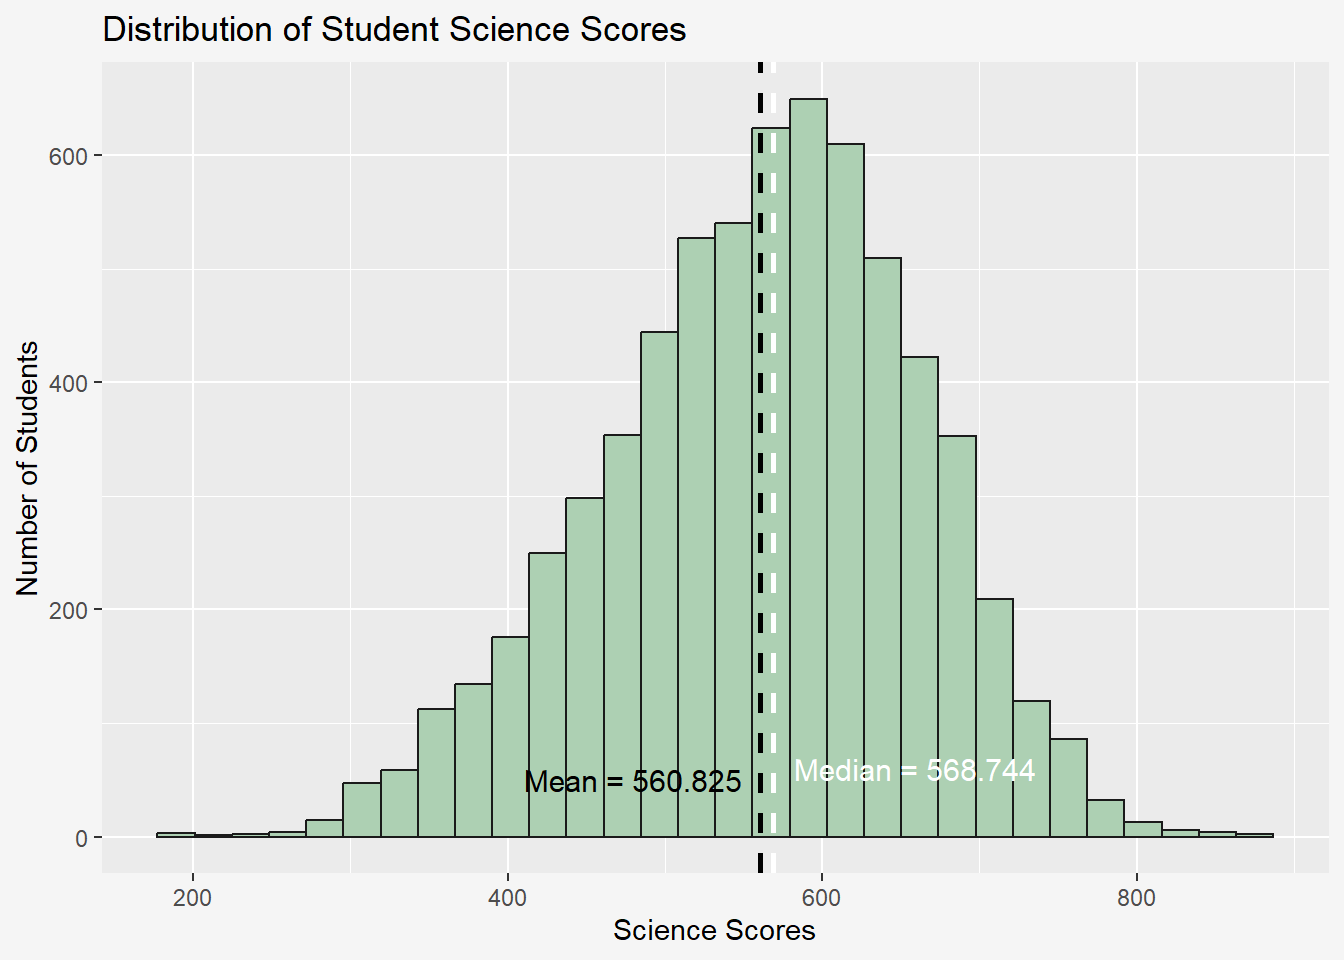 Distribution of Student Science Scores
Number of Students
600
400
200
0
Mean = 560.825
Median = 568.744
200
400
600
800
Science Scores